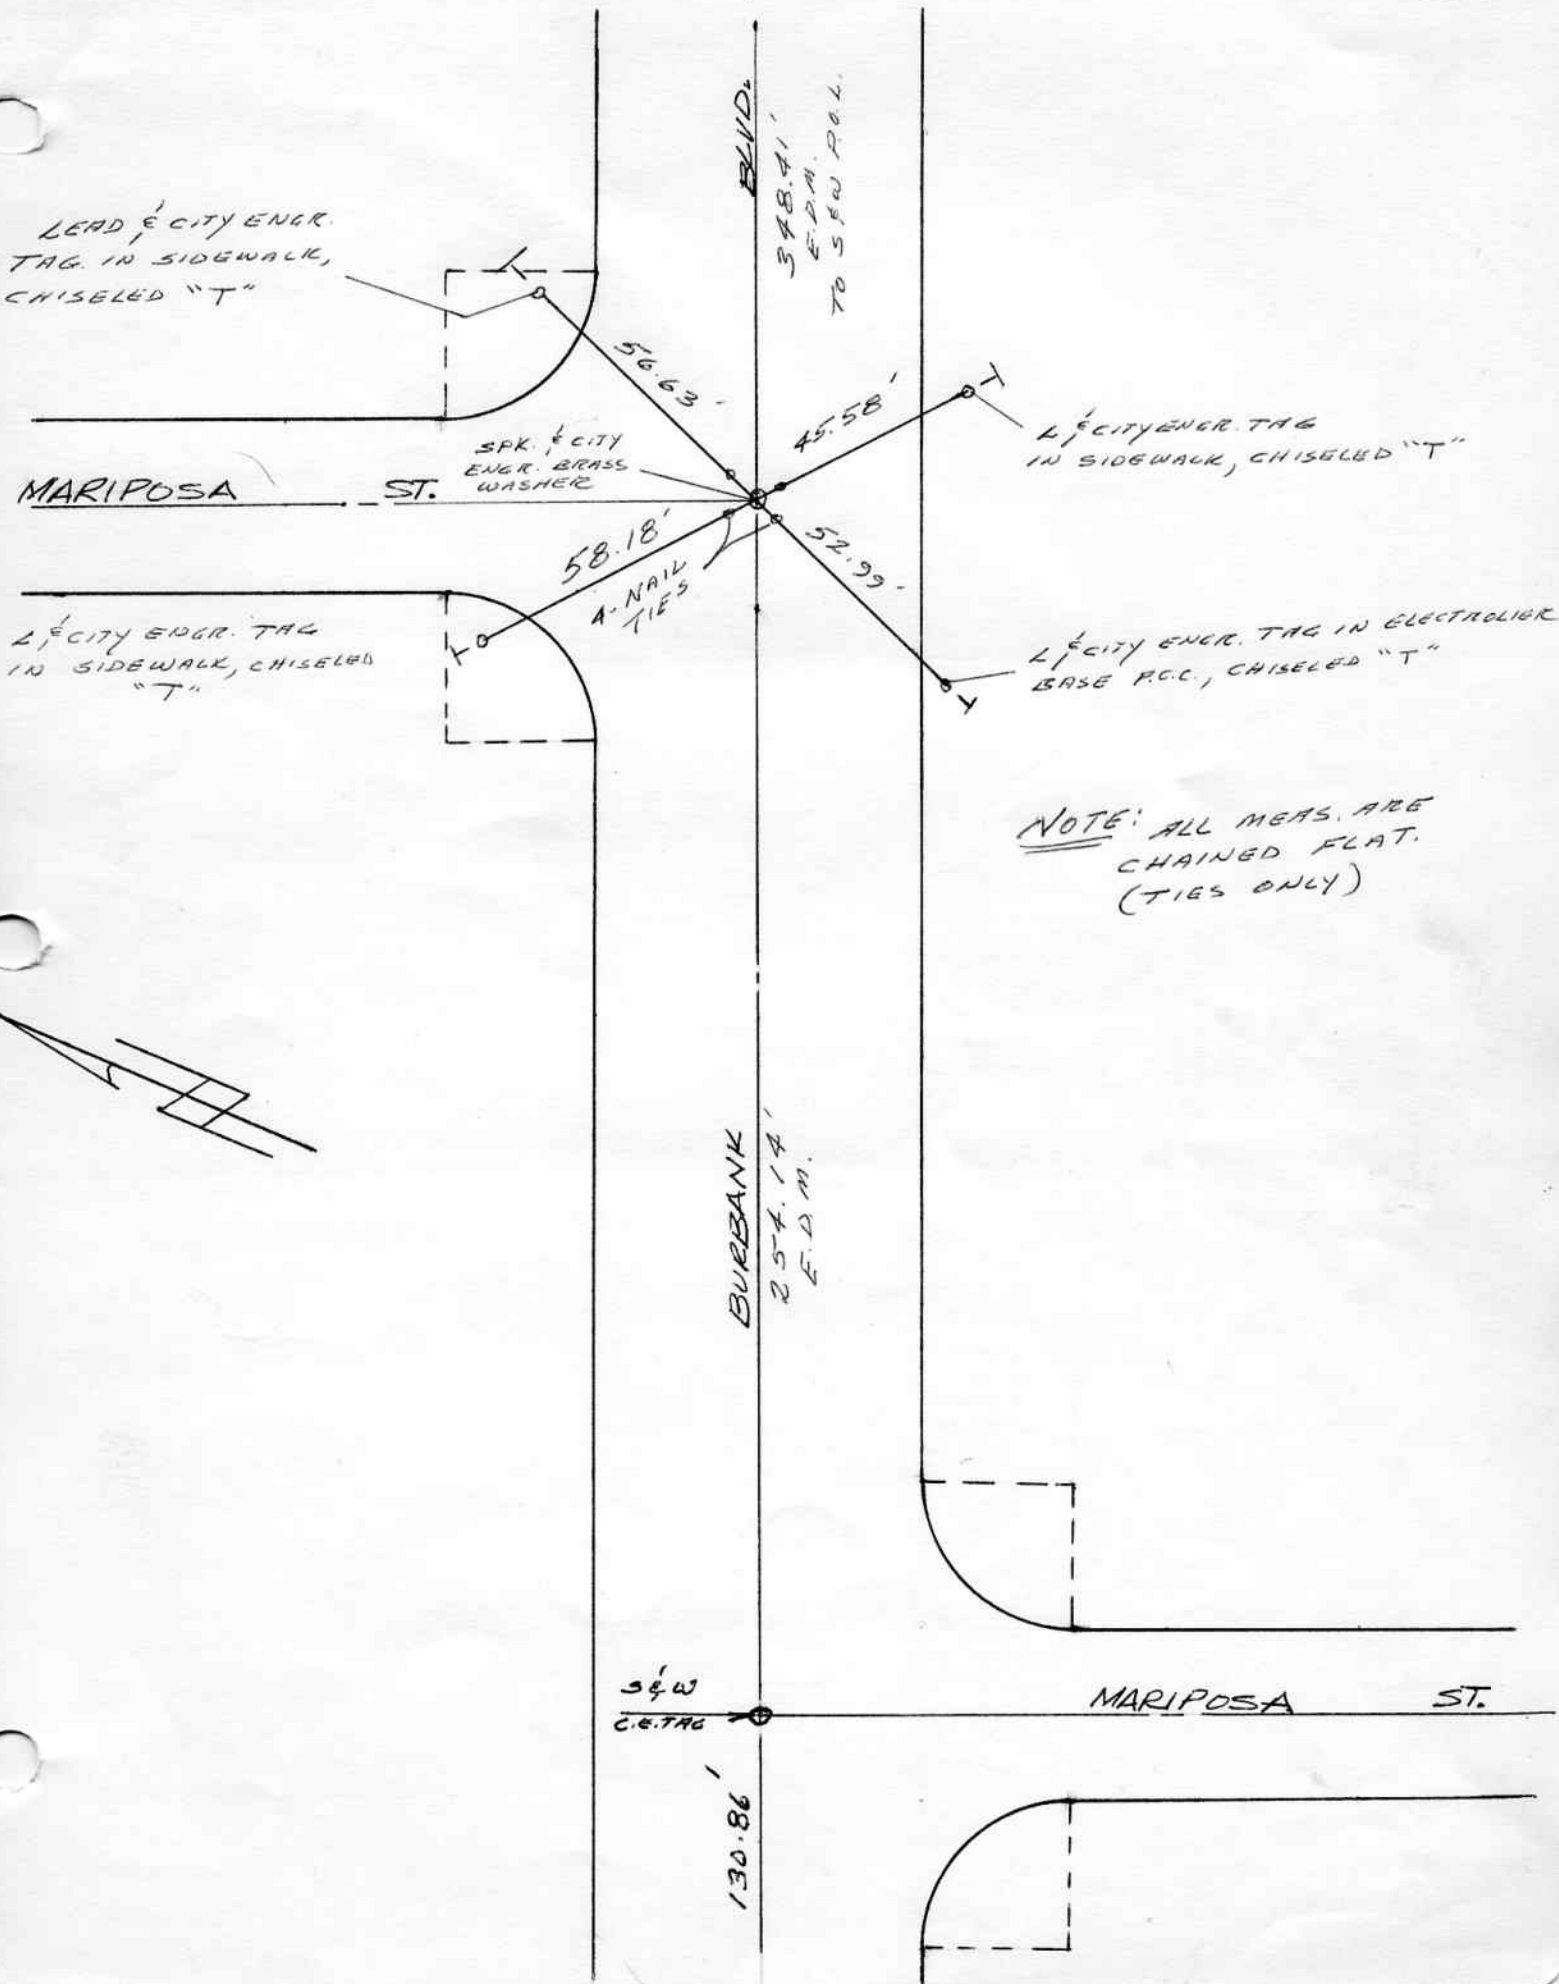 BLVD.
348.41'
E.D.M.
TO S&W P.O.L.
LEAD & CITY ENGR.
TAG. IN SIDEWALK,
CHISELED "T"
56.63'
45.58'
L & CITY ENGR. TAG
IN SIDEWALK, CHISELED "T"
SPK. & CITY
ENGR. BRASS
WASHER
MARIPOSA ST.
58.18'
52.99'
4-NAIL
TIES
L & CITY ENGR. TAG
IN SIDEWALK, CHISELED
"T"
L & CITY ENGR. TAG IN ELECTROLIER
BASE P.C.C., CHISELED "T"
NOTE: ALL MEAS. ARE
CHAINED FLAT.
(TIES ONLY)
BURBANK
254.14'
E.D.M.
S & W
C.E. TAG
MARIPOSA ST.
130.86'